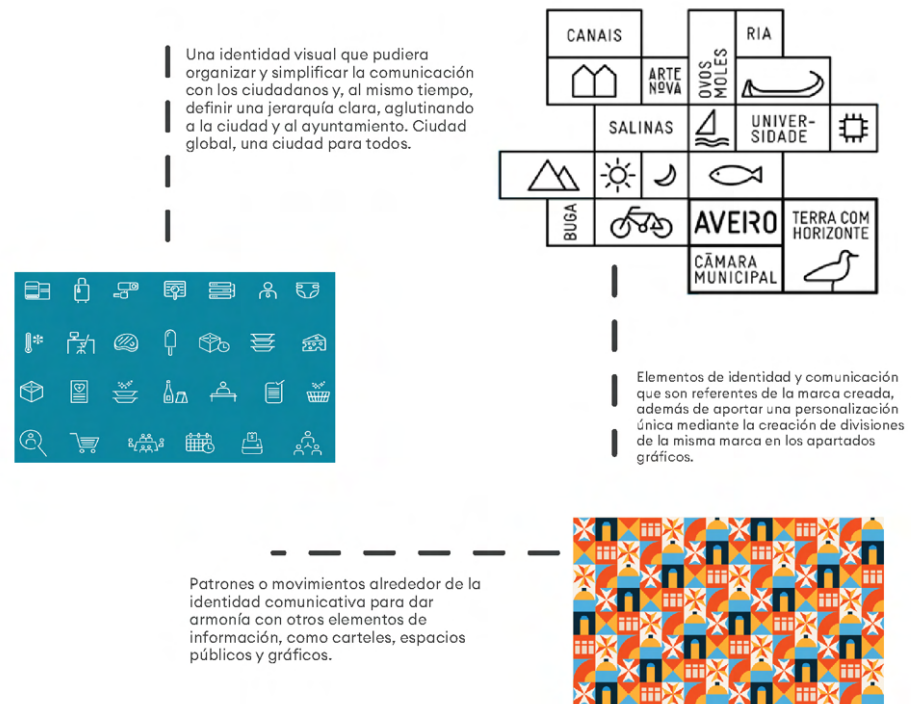 Una identidad visual que pudiera
organizar y simplificar la comunicación
con los ciudadanos y, al mismo tiempo,
definir una jerarquía clara, aglutinando
a la ciudad y al ayuntamiento. Ciudad
global, una ciudad para todos.
CANAIS
RIA
OVOS
MOLES
ARTE
NOVA
SALINAS
UNIVER-
SIDADE
BUGA
AVEIRO
TERRA COM
HORIZONTE
CÂMARA
MUNICIPAL
Elementos de identidad y comunicación
que son referentes de la marca creada,
además de aportar una personalización
única mediante la creación de divisiones
de la misma marca en los apartados
gráficos.
Patrones o movimientos alrededor de la
identidad comunicativa para dar
armonía con otros elementos de
información, como carteles, espacios
públicos y gráficos.